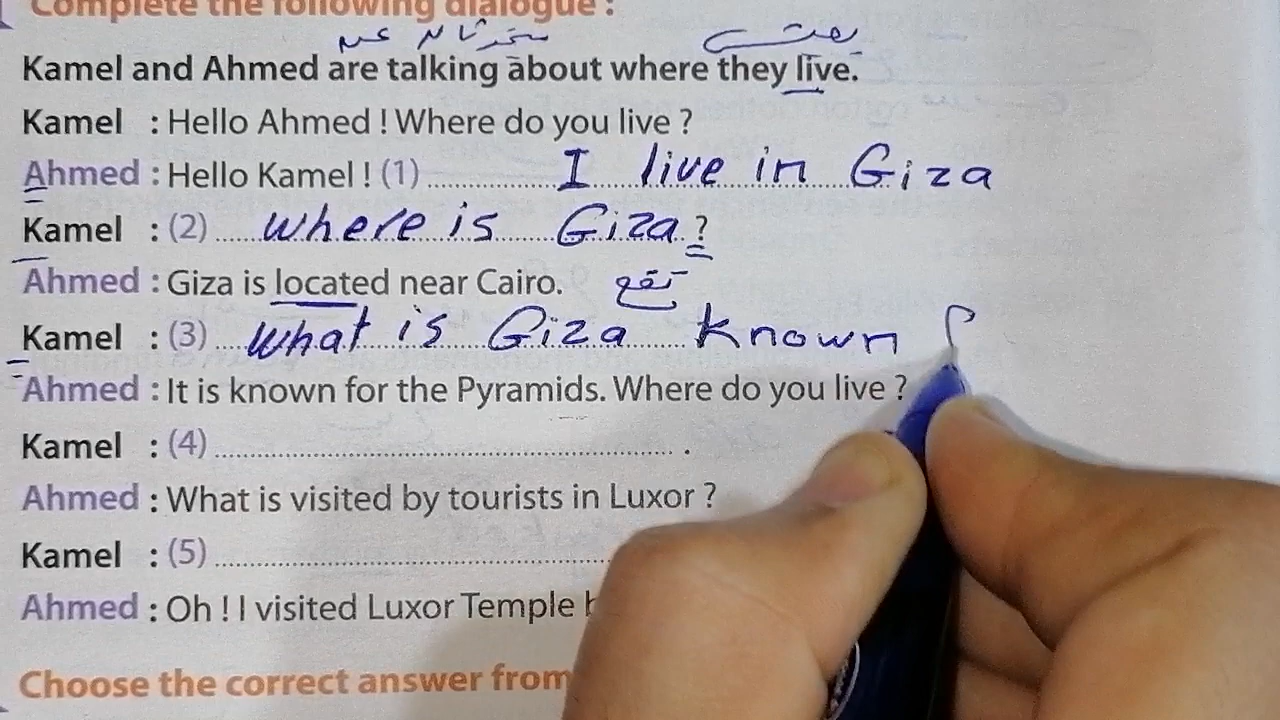 Complete the following dialogue :
يعيش
Kamel and Ahmed are talking about where they live.
Kamel : Hello Ahmed ! Where do you live ?
Ahmed : Hello Kamel ! (1) I live in Giza
Kamel : (2) Where is Giza ?
Ahmed : Giza is located near Cairo. تقع
Kamel : (3) What is Giza known
Ahmed : It is known for the Pyramids. Where do you live ?
Kamel : (4) .
Ahmed : What is visited by tourists in Luxor ?
Kamel : (5)
Ahmed : Oh ! I visited Luxor Temple
Choose the correct answer from